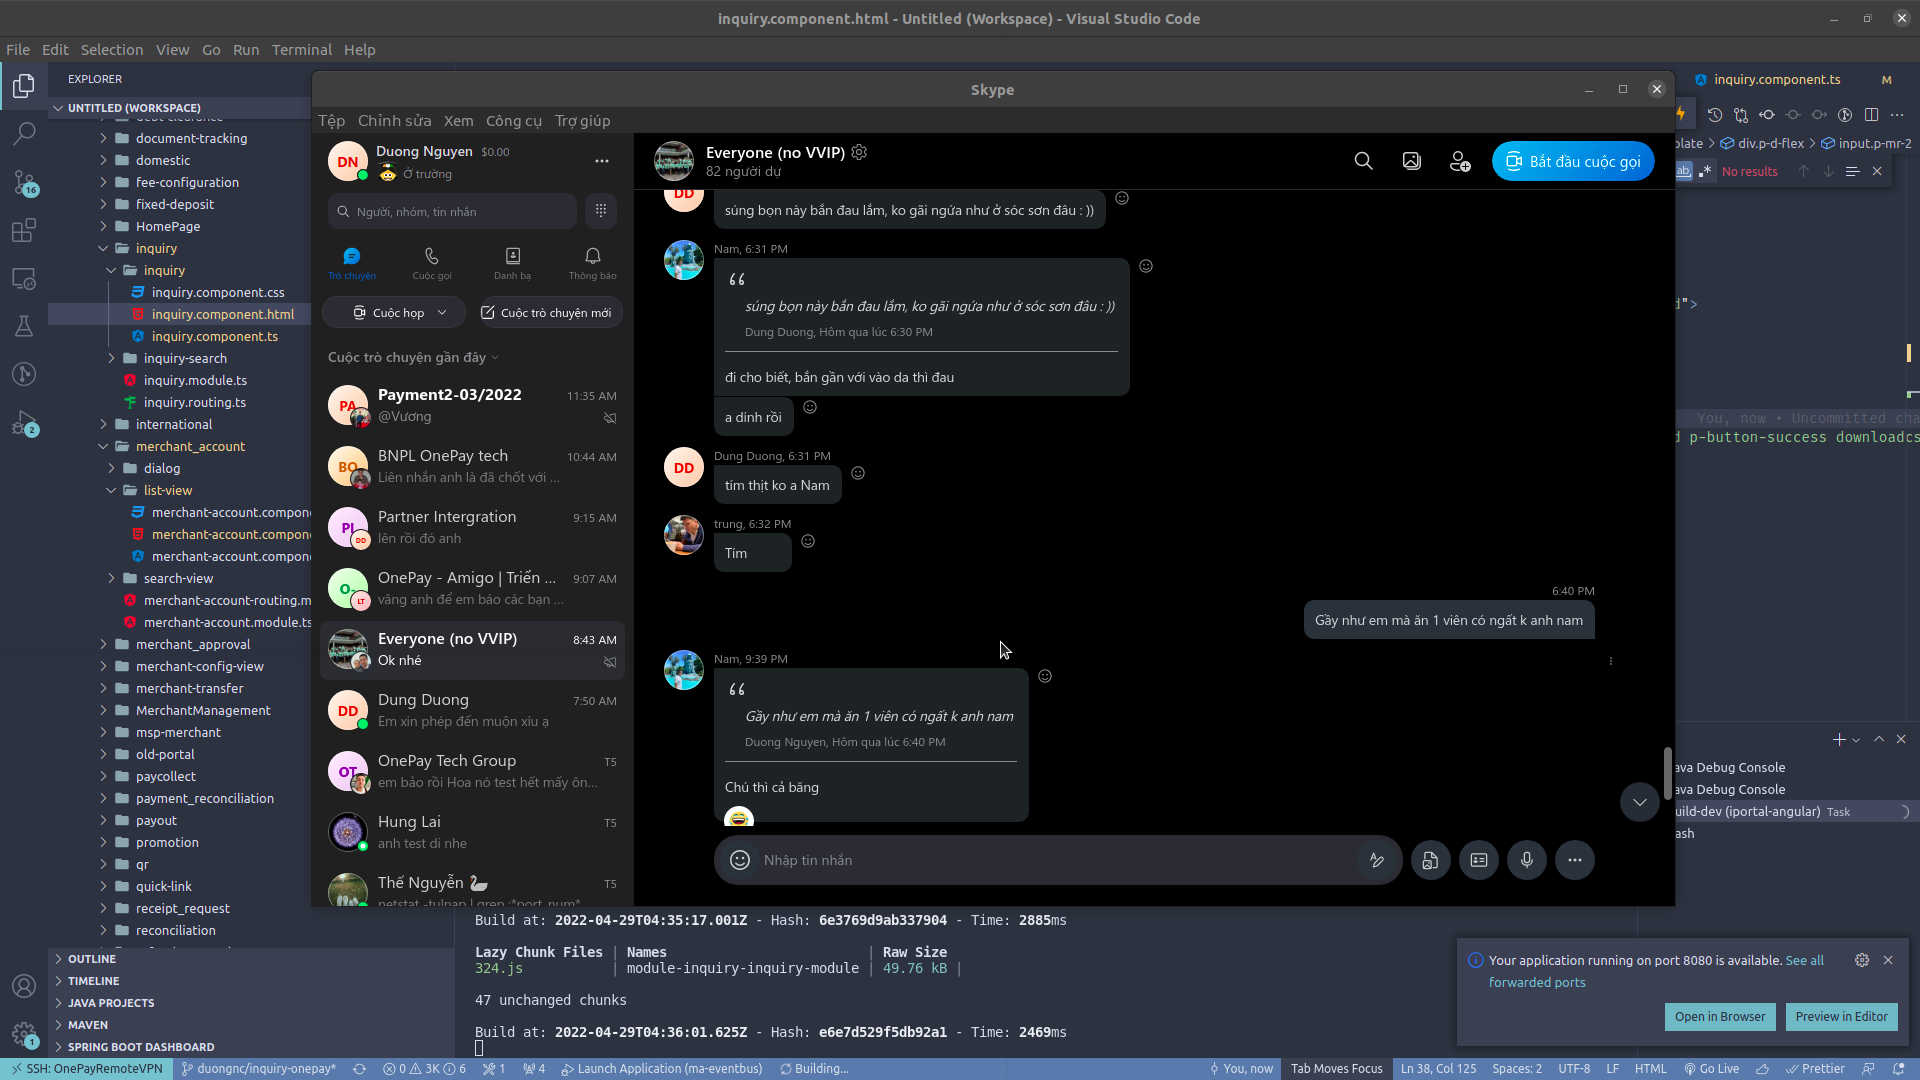 inquiry.component.html - Untitled (Workspace) - Visual Studio Code
File Edit Selection View Go Run Terminal Help
EXPLORER
UNTITLED (WORKSPACE)
document-tracking
domestic
fee-configuration
fixed-deposit
HomePage
inquiry
inquiry
inquiry.component.css
inquiry.component.html
inquiry.component.ts
inquiry-search
inquiry.module.ts
inquiry.routing.ts
international
merchant_account
dialog
list-view
merchant-account.compon
merchant-account.compon
merchant-account.compon
search-view
merchant-account-routing.m
merchant-account.module.ts
merchant_approval
merchant-config-view
merchant-transfer
MerchantManagement
msp-merchant
old-portal
paycollect
payment_reconciliation
payout
promotion
qr
quick-link
receipt_request
reconciliation
OUTLINE
TIMELINE
JAVA PROJECTS
MAVEN
SPRING BOOT DASHBOARD
16
2
1
Skype
Tệp Chỉnh sửa Xem Công cụ Trợ giúp
DN
Duong Nguyen $0.00
Ở trường
Người, nhóm, tin nhắn
Trò chuyện Cuộc gọi Danh bạ Thông báo
Cuộc họp
Cuộc trò chuyện mới
Cuộc trò chuyện gần đây
PA
Payment2-03/2022 11:35 AM
@Vương
BO
BNPL OnePay tech 10:44 AM
Liên nhắn anh là đã chốt với ...
PI
DD
Partner Intergration 9:15 AM
lên rồi đó anh
O-
LT
OnePay - Amigo | Triển ... 9:07 AM
vâng anh để em báo các bạn ...
Everyone (no VVIP) 8:43 AM
Ok nhé
DD
Dung Duong 7:50 AM
Em xin phép đến muộn xíu ạ
OT
OnePay Tech Group T5
em bảo rồi Hoa nó test hết mấy ôn...
Hung Lai T5
anh test di nhe
Thế Nguyễn 🦢 T5
netstat -tulpan | grep :*port_num*
Everyone (no VVIP)
82 người dự
Bắt đầu cuộc gọi
DD
súng bọn này bắn đau lắm, ko gãi ngứa như ở sóc sơn đâu : ))
Nam, 6:31 PM
súng bọn này bắn đau lắm, ko gãi ngứa như ở sóc sơn đâu : ))
Dung Duong, Hôm qua lúc 6:30 PM
đi cho biết, bắn gần với vào da thì đau
a dính rồi
DD
Dung Duong, 6:31 PM
tím thịt ko a Nam
trung, 6:32 PM
Tím
6:40 PM
Gầy như em mà ăn 1 viên có ngất k anh nam
Nam, 9:39 PM
Gầy như em mà ăn 1 viên có ngất k anh nam
Duong Nguyen, Hôm qua lúc 6:40 PM
Chú thì cả băng
Nhập tin nhắn
inquiry.component.ts M
plate > div.p-d-flex > input.p-mr-2
ab, No results
d">
You, now • Uncommitted cha
d p-button-success downloadcs
ava Debug Console
ava Debug Console
uild-dev (iportal-angular) Task
ash
Build at: 2022-04-29T04:35:17.001Z - Hash: 6e3769d9ab337904 - Time: 2885ms
Lazy Chunk Files | Names | Raw Size
324.js | module-inquiry-inquiry-module | 49.76 kB |
47 unchanged chunks
Build at: 2022-04-29T04:36:01.625Z - Hash: e6e7d529f5db92a1 - Time: 2469ms
Your application running on port 8080 is available. See all
forwarded ports
Open in Browser
Preview in Editor
SSH: OnePayRemoteVPN duongnc/inquiry-onepay* 0 3K 6 1 4 Launch Application (ma-eventbus) Building... You, now Tab Moves Focus Ln 38, Col 125 Spaces: 2 UTF-8 LF HTML Go Live Prettier